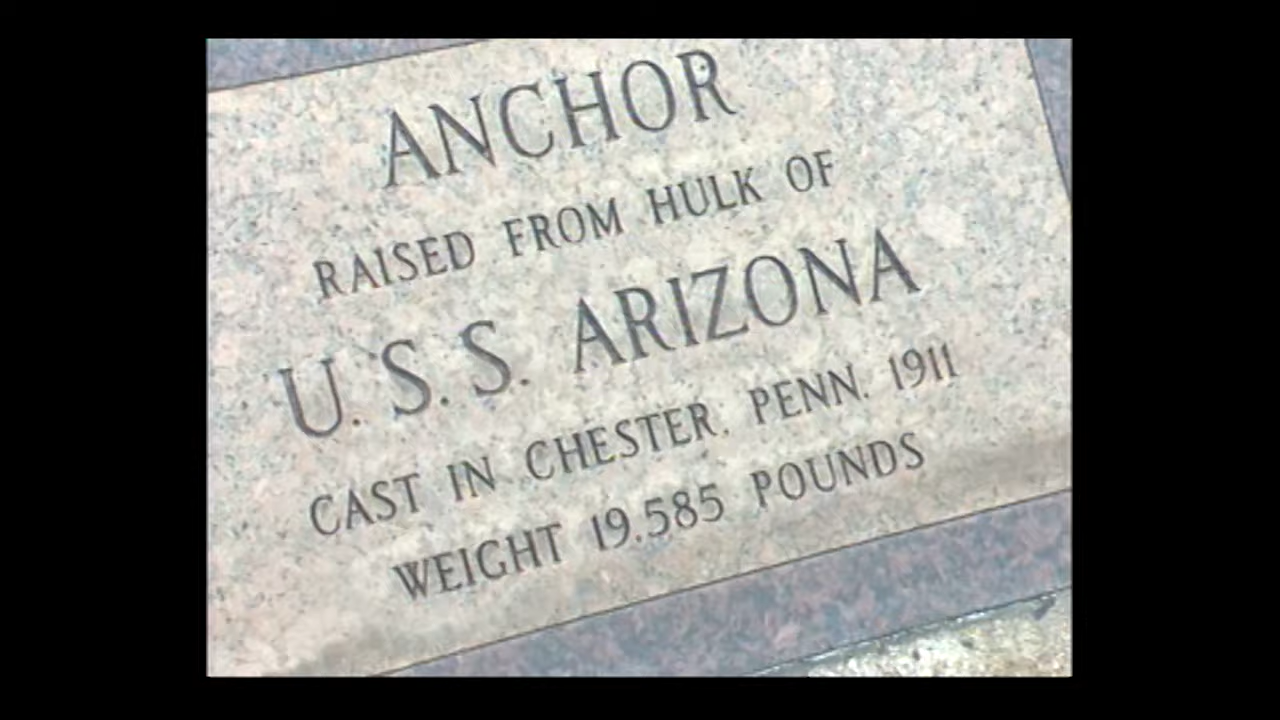 ANCHOR
RAISED FROM HULK OF
U.S.S. ARIZONA
CAST IN CHESTER, PENN. 1911
WEIGHT 19,585 POUNDS